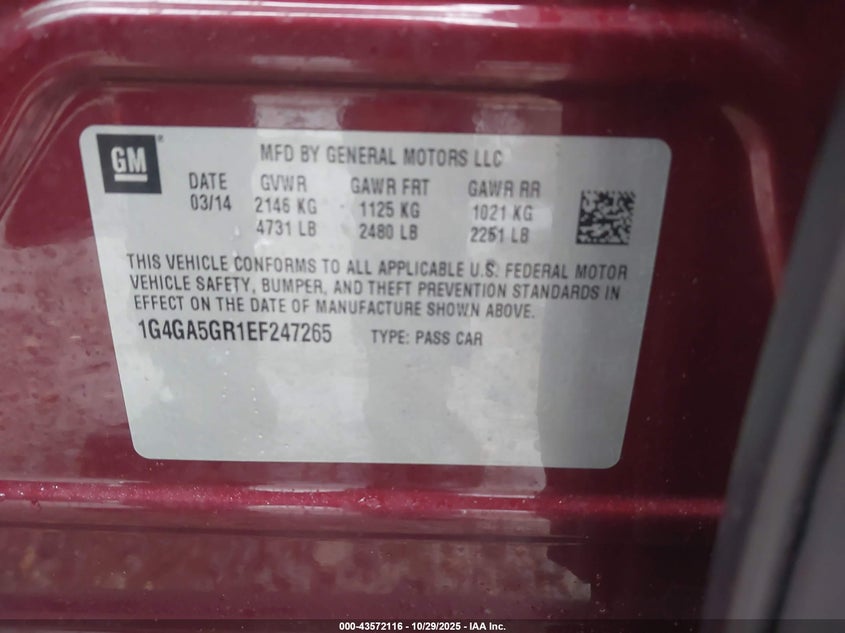 GM ®
MFD BY GENERAL MOTORS LLC
DATE GVWR GAWR FRT GAWR RR
03/14 2146 KG 1125 KG 1021 KG
4731 LB 2480 LB 2251 LB
THIS VEHICLE CONFORMS TO ALL APPLICABLE U.S. FEDERAL MOTOR
VEHICLE SAFETY, BUMPER, AND THEFT PREVENTION STANDARDS IN
EFFECT ON THE DATE OF MANUFACTURE SHOWN ABOVE.
1G4GA5GR1EF247265 TYPE: PASS CAR
000-43572116 - 10/29/2025 - IAA Inc.